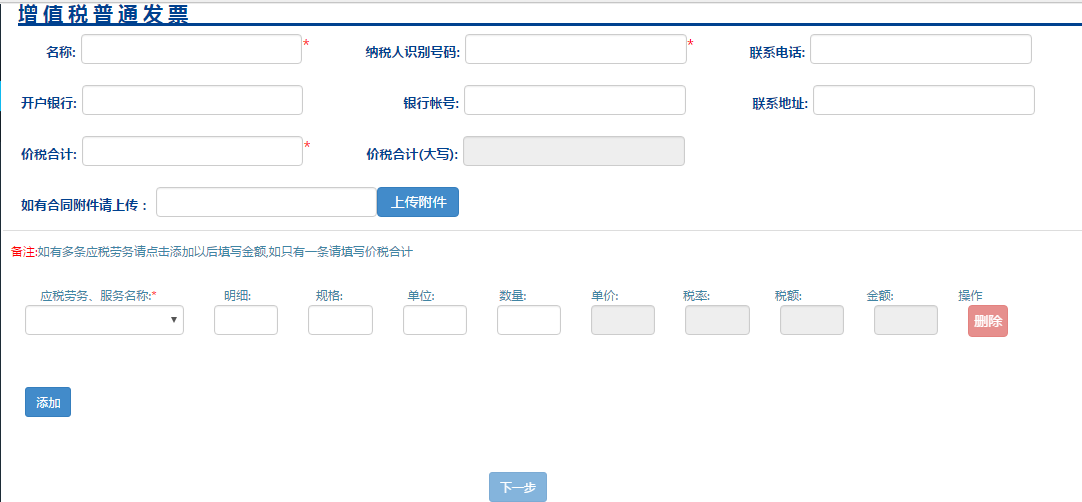 增值税普通发票
名称: * 纳税人识别号码: * 联系电话:
开户银行: 银行帐号: 联系地址:
价税合计: * 价税合计(大写):
如有合同附件请上传： 上传附件
备注:如有多条应税劳务请点击添加以后填写金额,如只有一条请填写价税合计
应税劳务、服务名称:* 明细: 规格: 单位: 数量: 单价: 税率: 税额: 金额: 操作
删除
添加
下一步